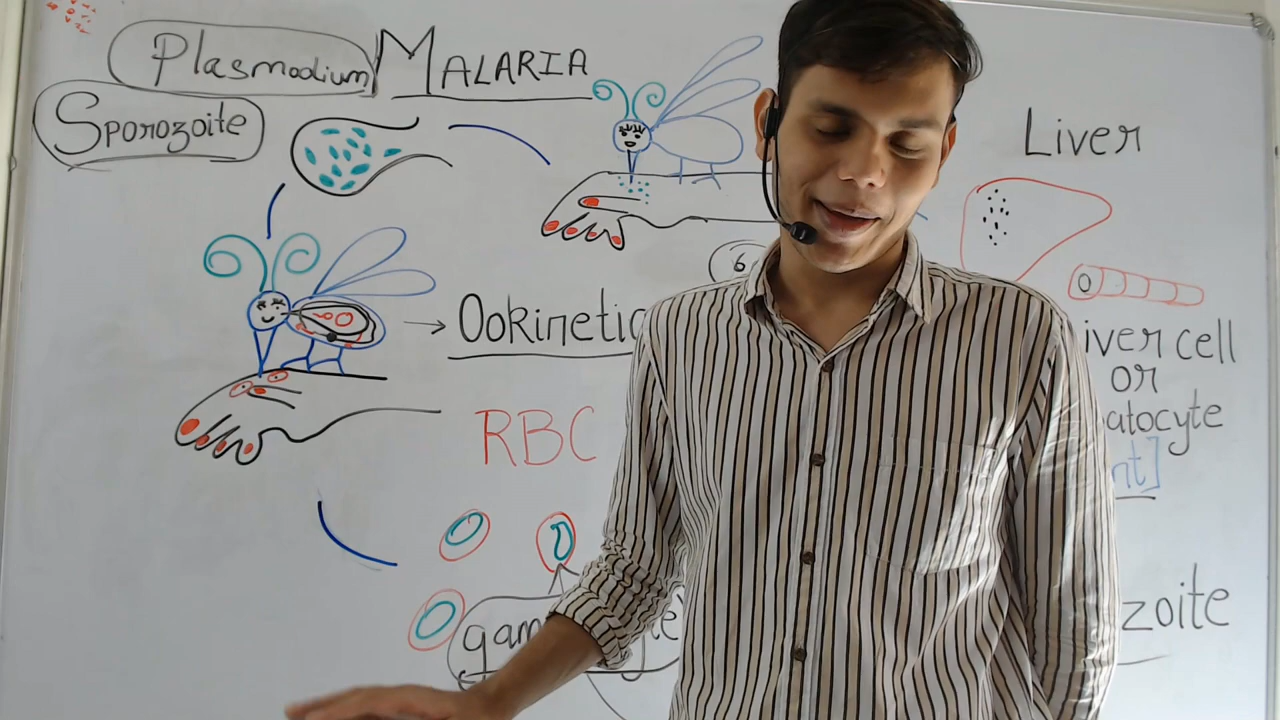 Plasmodium MALARIA
Sporozoite
Liver
6
Ookinetic
iver cell
or
atocyte
nt]
RBC
zoite
gam